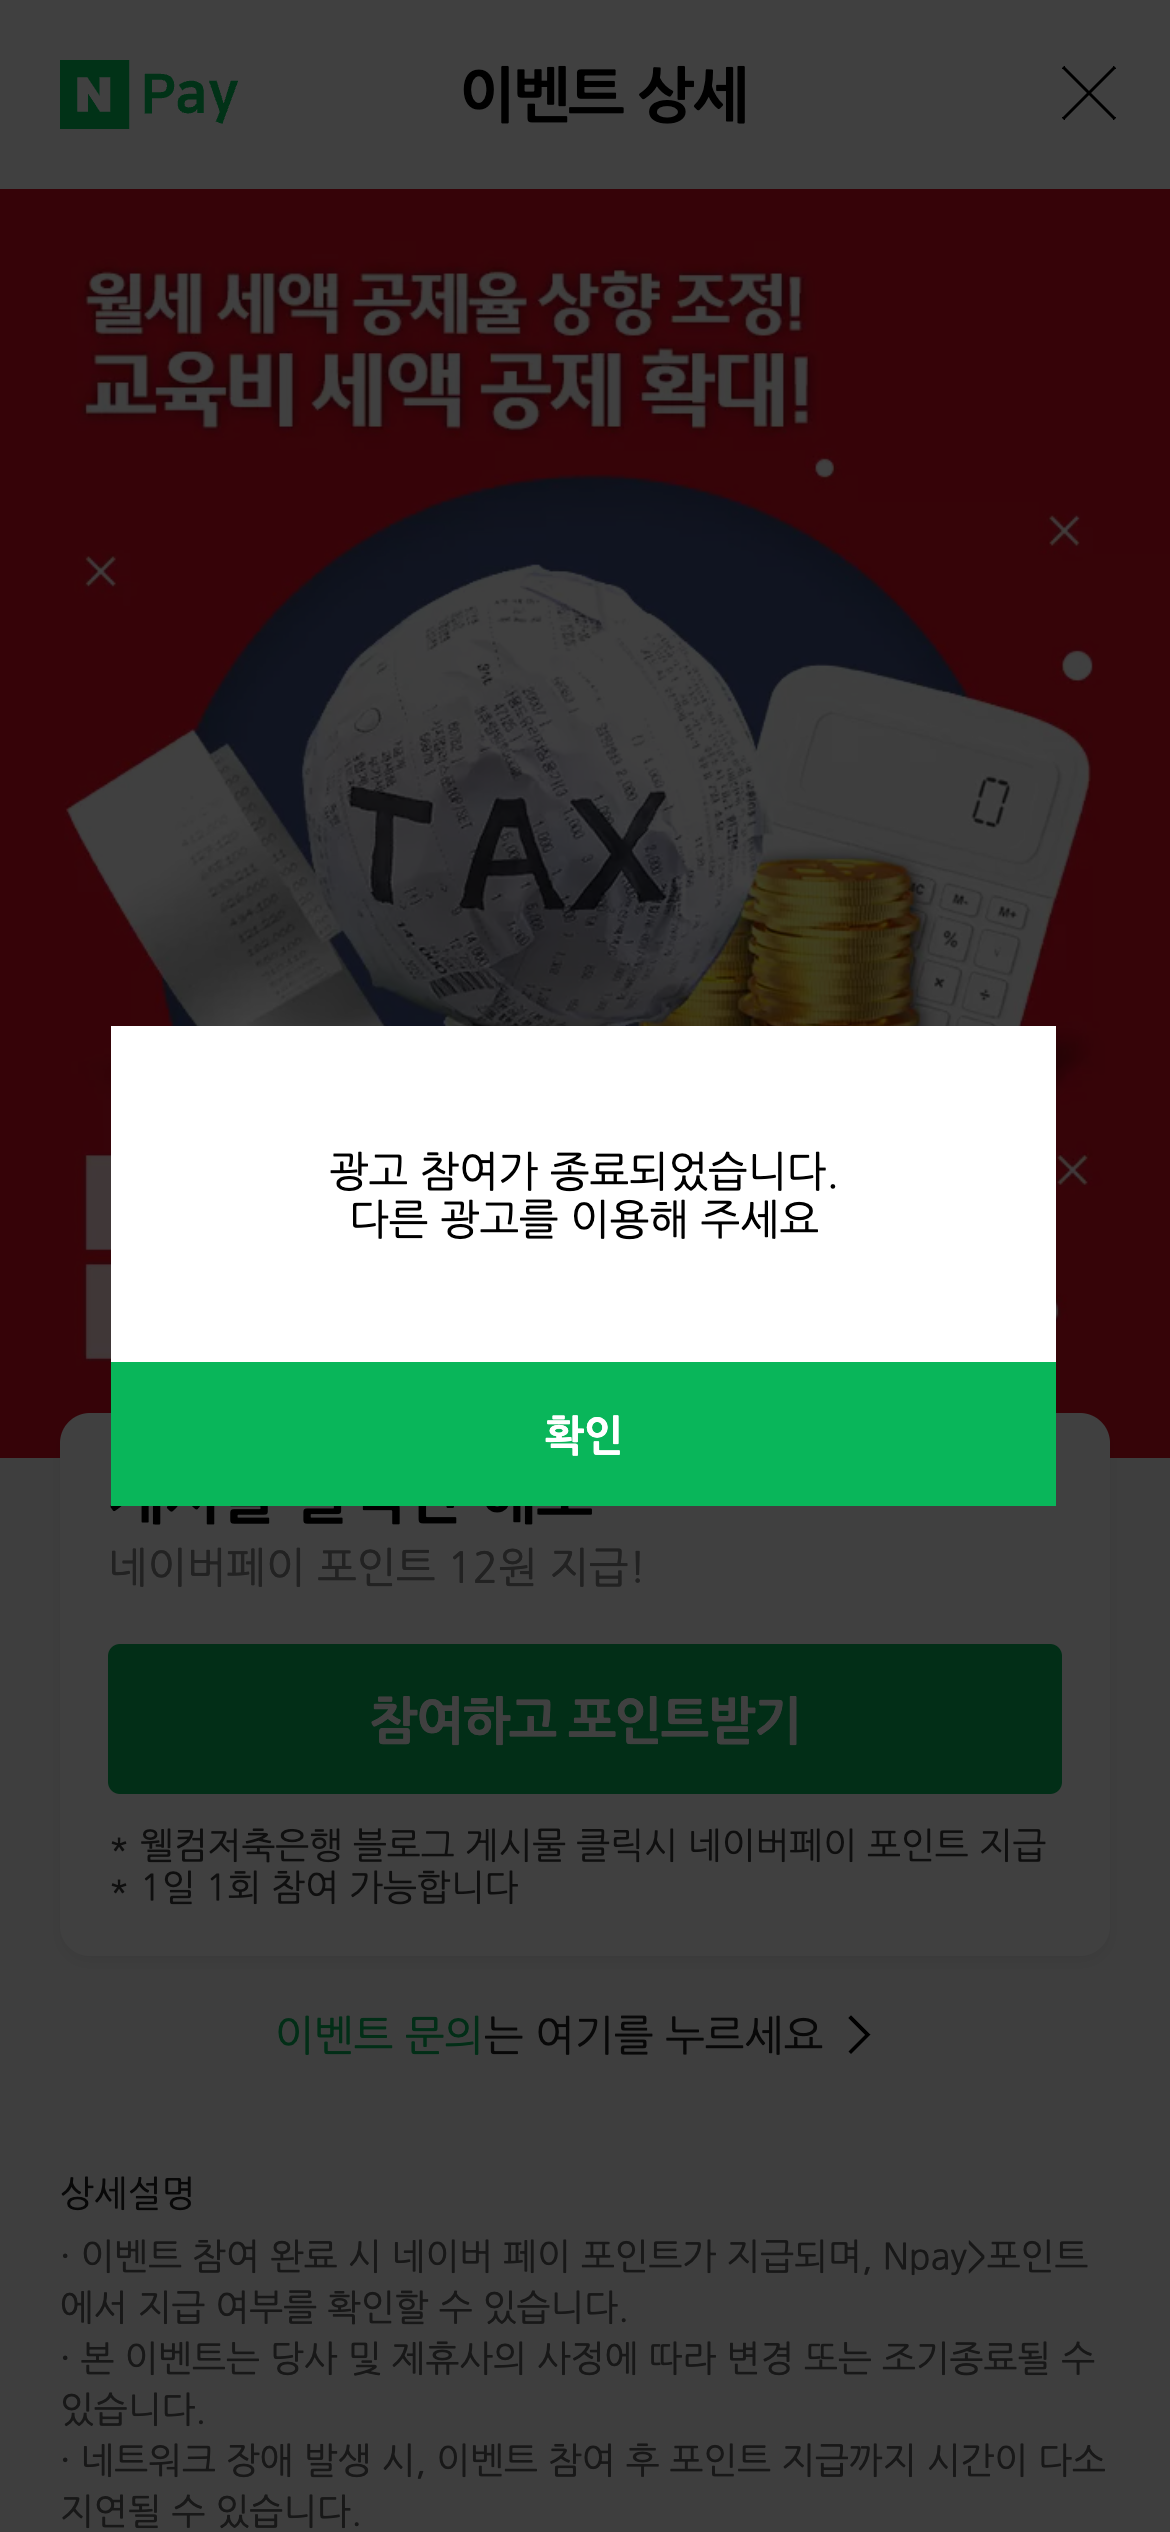 N Pay
이벤트 상세
월세 세액 공제율 상향 조정!
교육비 세액 공제 확대!
TAX
0
M-
M+
%
×
÷
광고 참여가 종료되었습니다.
다른 광고를 이용해 주세요
확인
네이버페이 포인트 12원 지급!
참여하고 포인트받기
* 웰컴저축은행 블로그 게시물 클릭시 네이버페이 포인트 지급
* 1일 1회 참여 가능합니다
이벤트 문의는 여기를 누르세요 >
상세설명
· 이벤트 참여 완료 시 네이버 페이 포인트가 지급되며, Npay>포인트
에서 지급 여부를 확인할 수 있습니다.
· 본 이벤트는 당사 및 제휴사의 사정에 따라 변경 또는 조기종료될 수
있습니다.
· 네트워크 장애 발생 시, 이벤트 참여 후 포인트 지급까지 시간이 다소
지연될 수 있습니다.